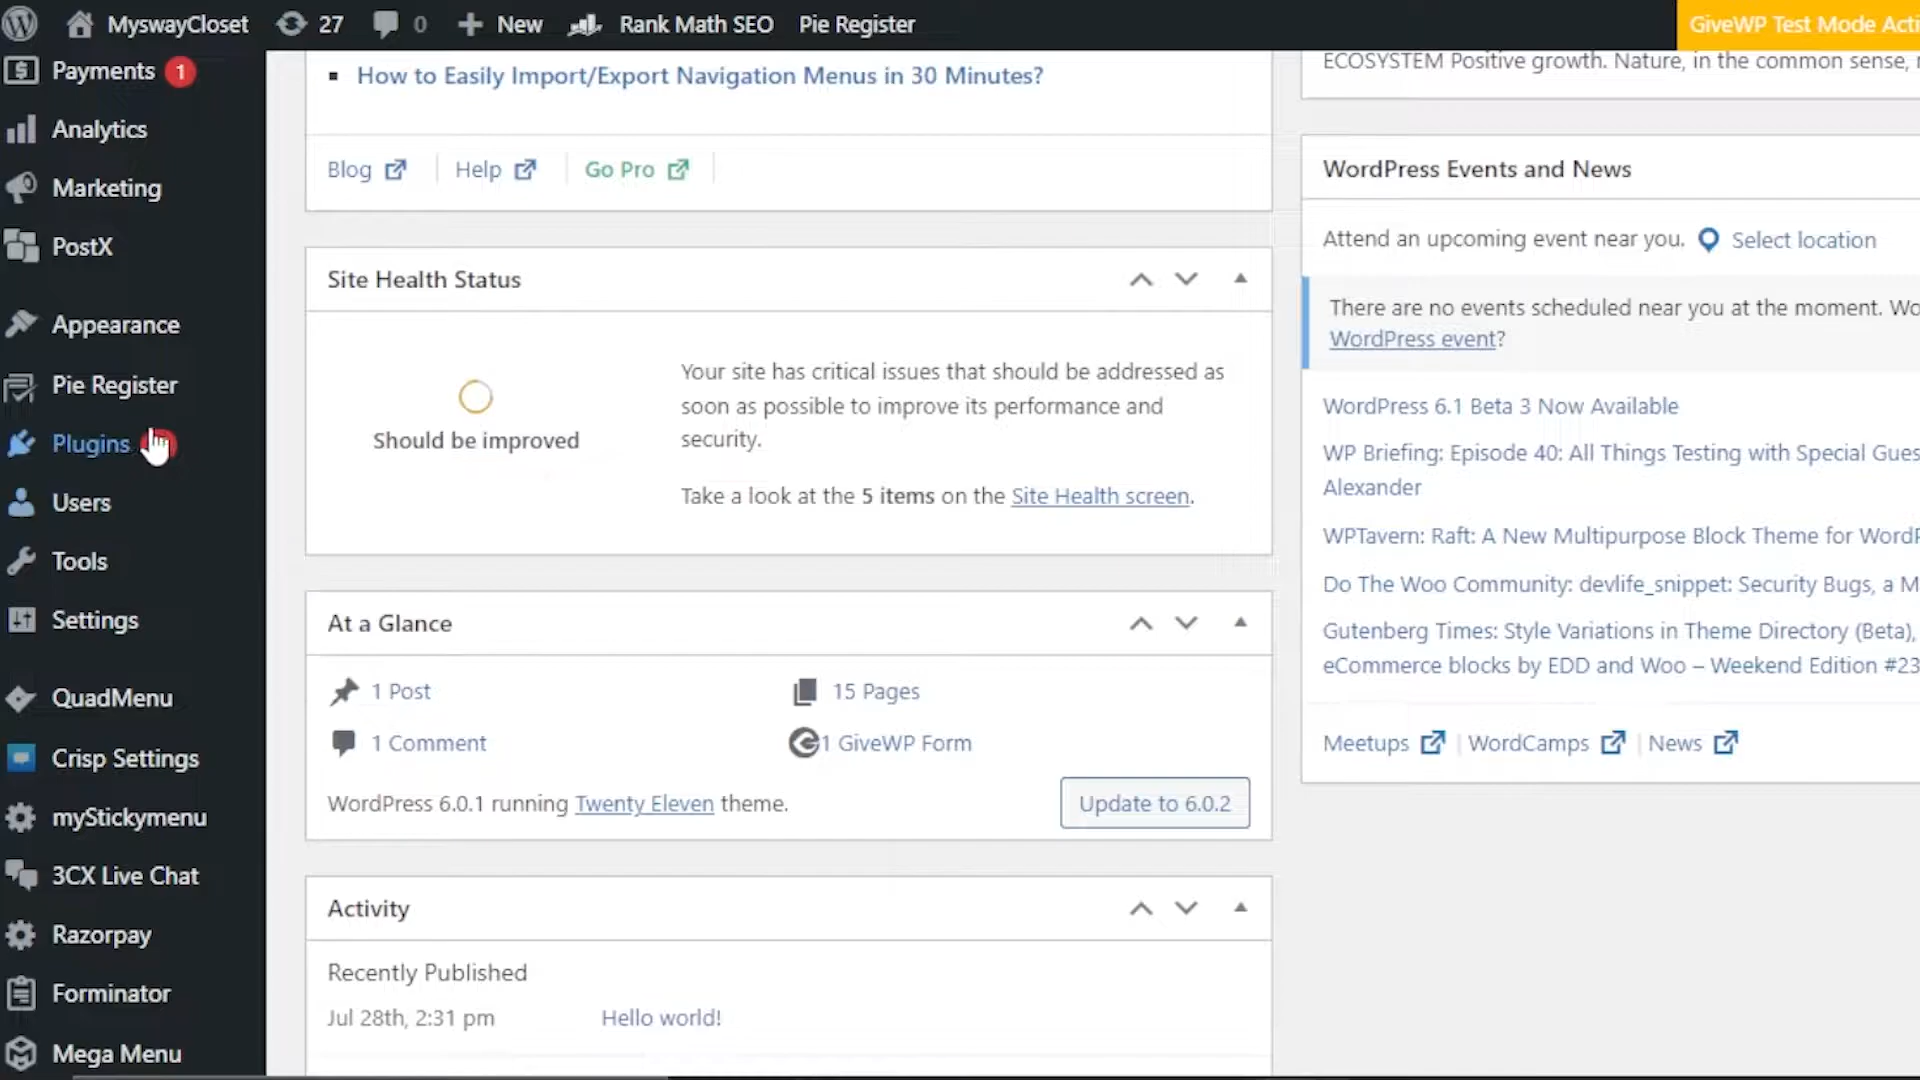 MyswayCloset 27 0 New Rank Math SEO Pie Register
GiveWP Test Mode Acti
Payments 1
Analytics
Marketing
PostX
Appearance
Pie Register
Plugins
Users
Tools
Settings
QuadMenu
Crisp Settings
myStickymenu
3CX Live Chat
Razorpay
Forminator
Mega Menu
How to Easily Import/Export Navigation Menus in 30 Minutes?
Blog Help Go Pro
Site Health Status
Should be improved
Your site has critical issues that should be addressed as
soon as possible to improve its performance and
security.
Take a look at the 5 items on the Site Health screen.
At a Glance
1 Post 15 Pages
1 Comment 1 GiveWP Form
WordPress 6.0.1 running Twenty Eleven theme.
Update to 6.0.2
Activity
Recently Published
Jul 28th, 2:31 pm Hello world!
ECOSYSTEM Positive growth. Nature, in the common sense,
WordPress Events and News
Attend an upcoming event near you. Select location
There are no events scheduled near you at the moment. Wo
WordPress event?
WordPress 6.1 Beta 3 Now Available
WP Briefing: Episode 40: All Things Testing with Special Gues
Alexander
WPTavern: Raft: A New Multipurpose Block Theme for WordP
Do The Woo Community: devlife_snippet: Security Bugs, a M
Gutenberg Times: Style Variations in Theme Directory (Beta),
eCommerce blocks by EDD and Woo – Weekend Edition #23
Meetups WordCamps News